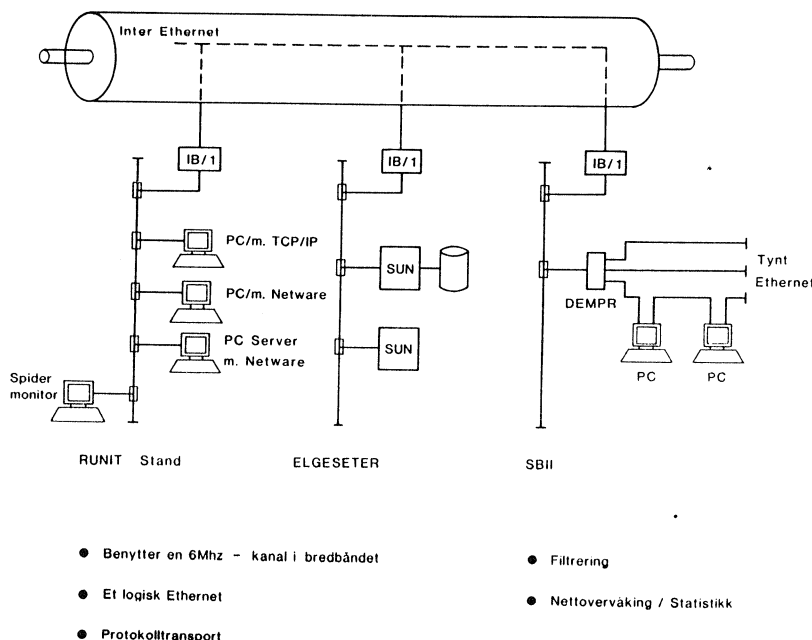 Inter Ethernet
IB/1
IB/1
IB/1
PC/m. TCP/IP
PC/m. Netware
PC Server
m. Netware
Spider
monitor
SUN
SUN
DEMPR
Tynt
Ethernet
PC
PC
RUNIT Stand
ELGESETER
SBII
Benytter en 6Mhz – kanal i bredbåndet
Et logisk Ethernet
Protokolltransport
Filtrering
Nettovervåking / Statistikk